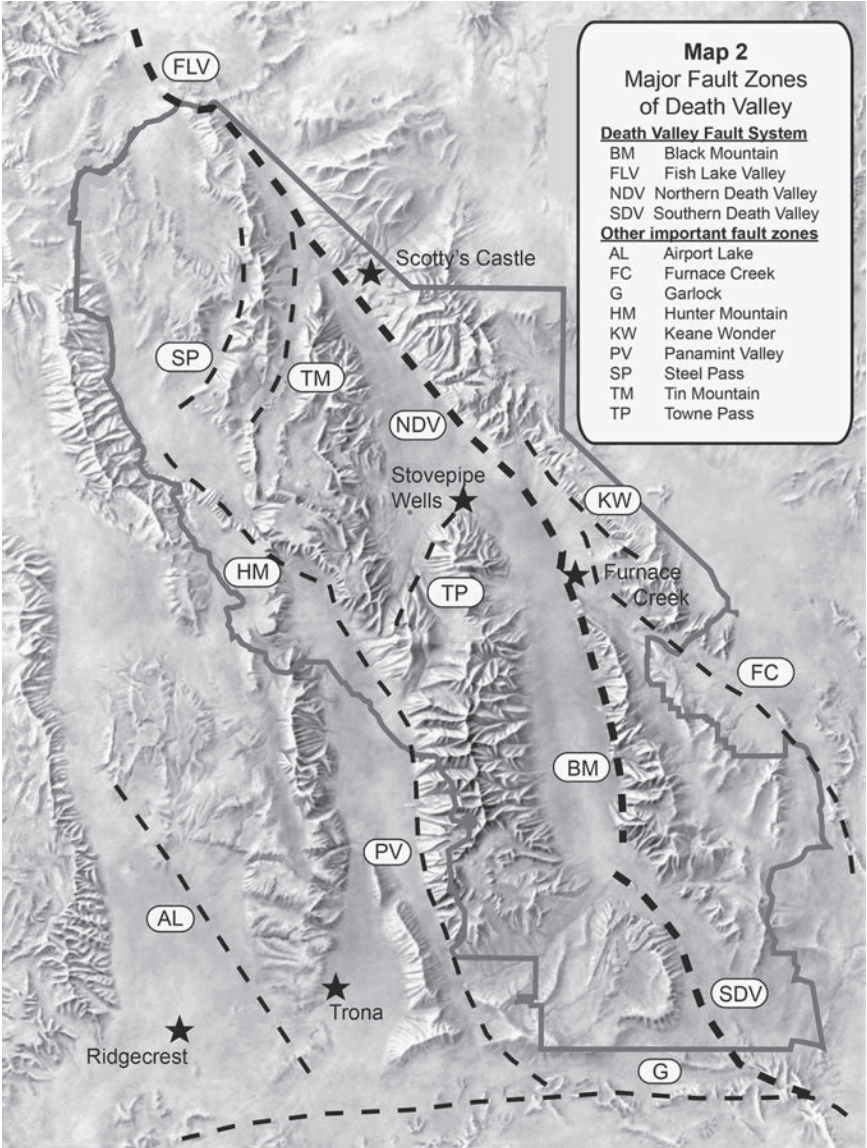 Map 2
Major Fault Zones
of Death Valley
Death Valley Fault System
BM Black Mountain
FLV Fish Lake Valley
NDV Northern Death Valley
SDV Southern Death Valley
Other important fault zones
AL Airport Lake
FC Furnace Creek
G Garlock
HM Hunter Mountain
KW Keane Wonder
PV Panamint Valley
SP Steel Pass
TM Tin Mountain
TP Towne Pass
FLV
Scotty's Castle
SP
TM
NDV
Stovepipe
Wells
KW
HM
TP
Furnace
Creek
FC
BM
PV
AL
SDV
Trona
Ridgecrest
G